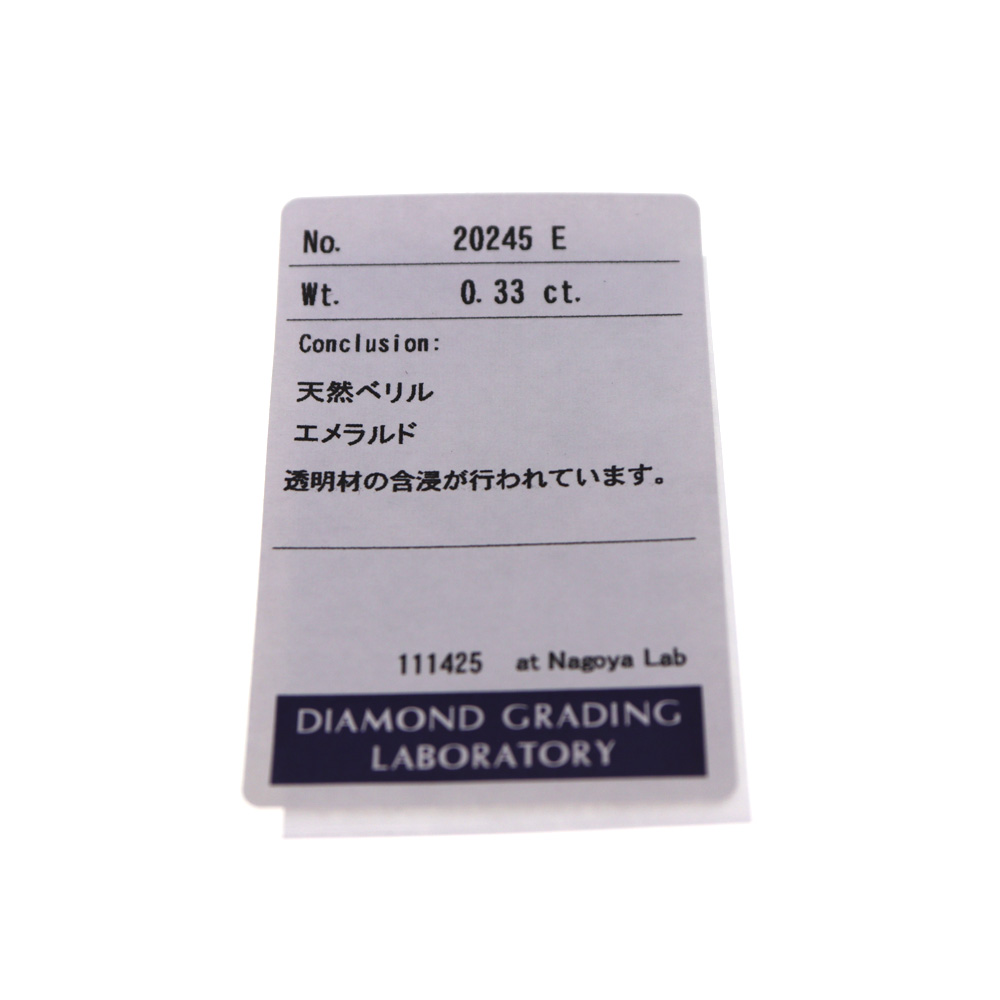 No. 20245 E
Wt. 0.33 ct.
Conclusion:
天然ベリル
エメラルド
透明材の含浸が行われています。
111425 at Nagoya Lab
DIAMOND GRADING
LABORATORY